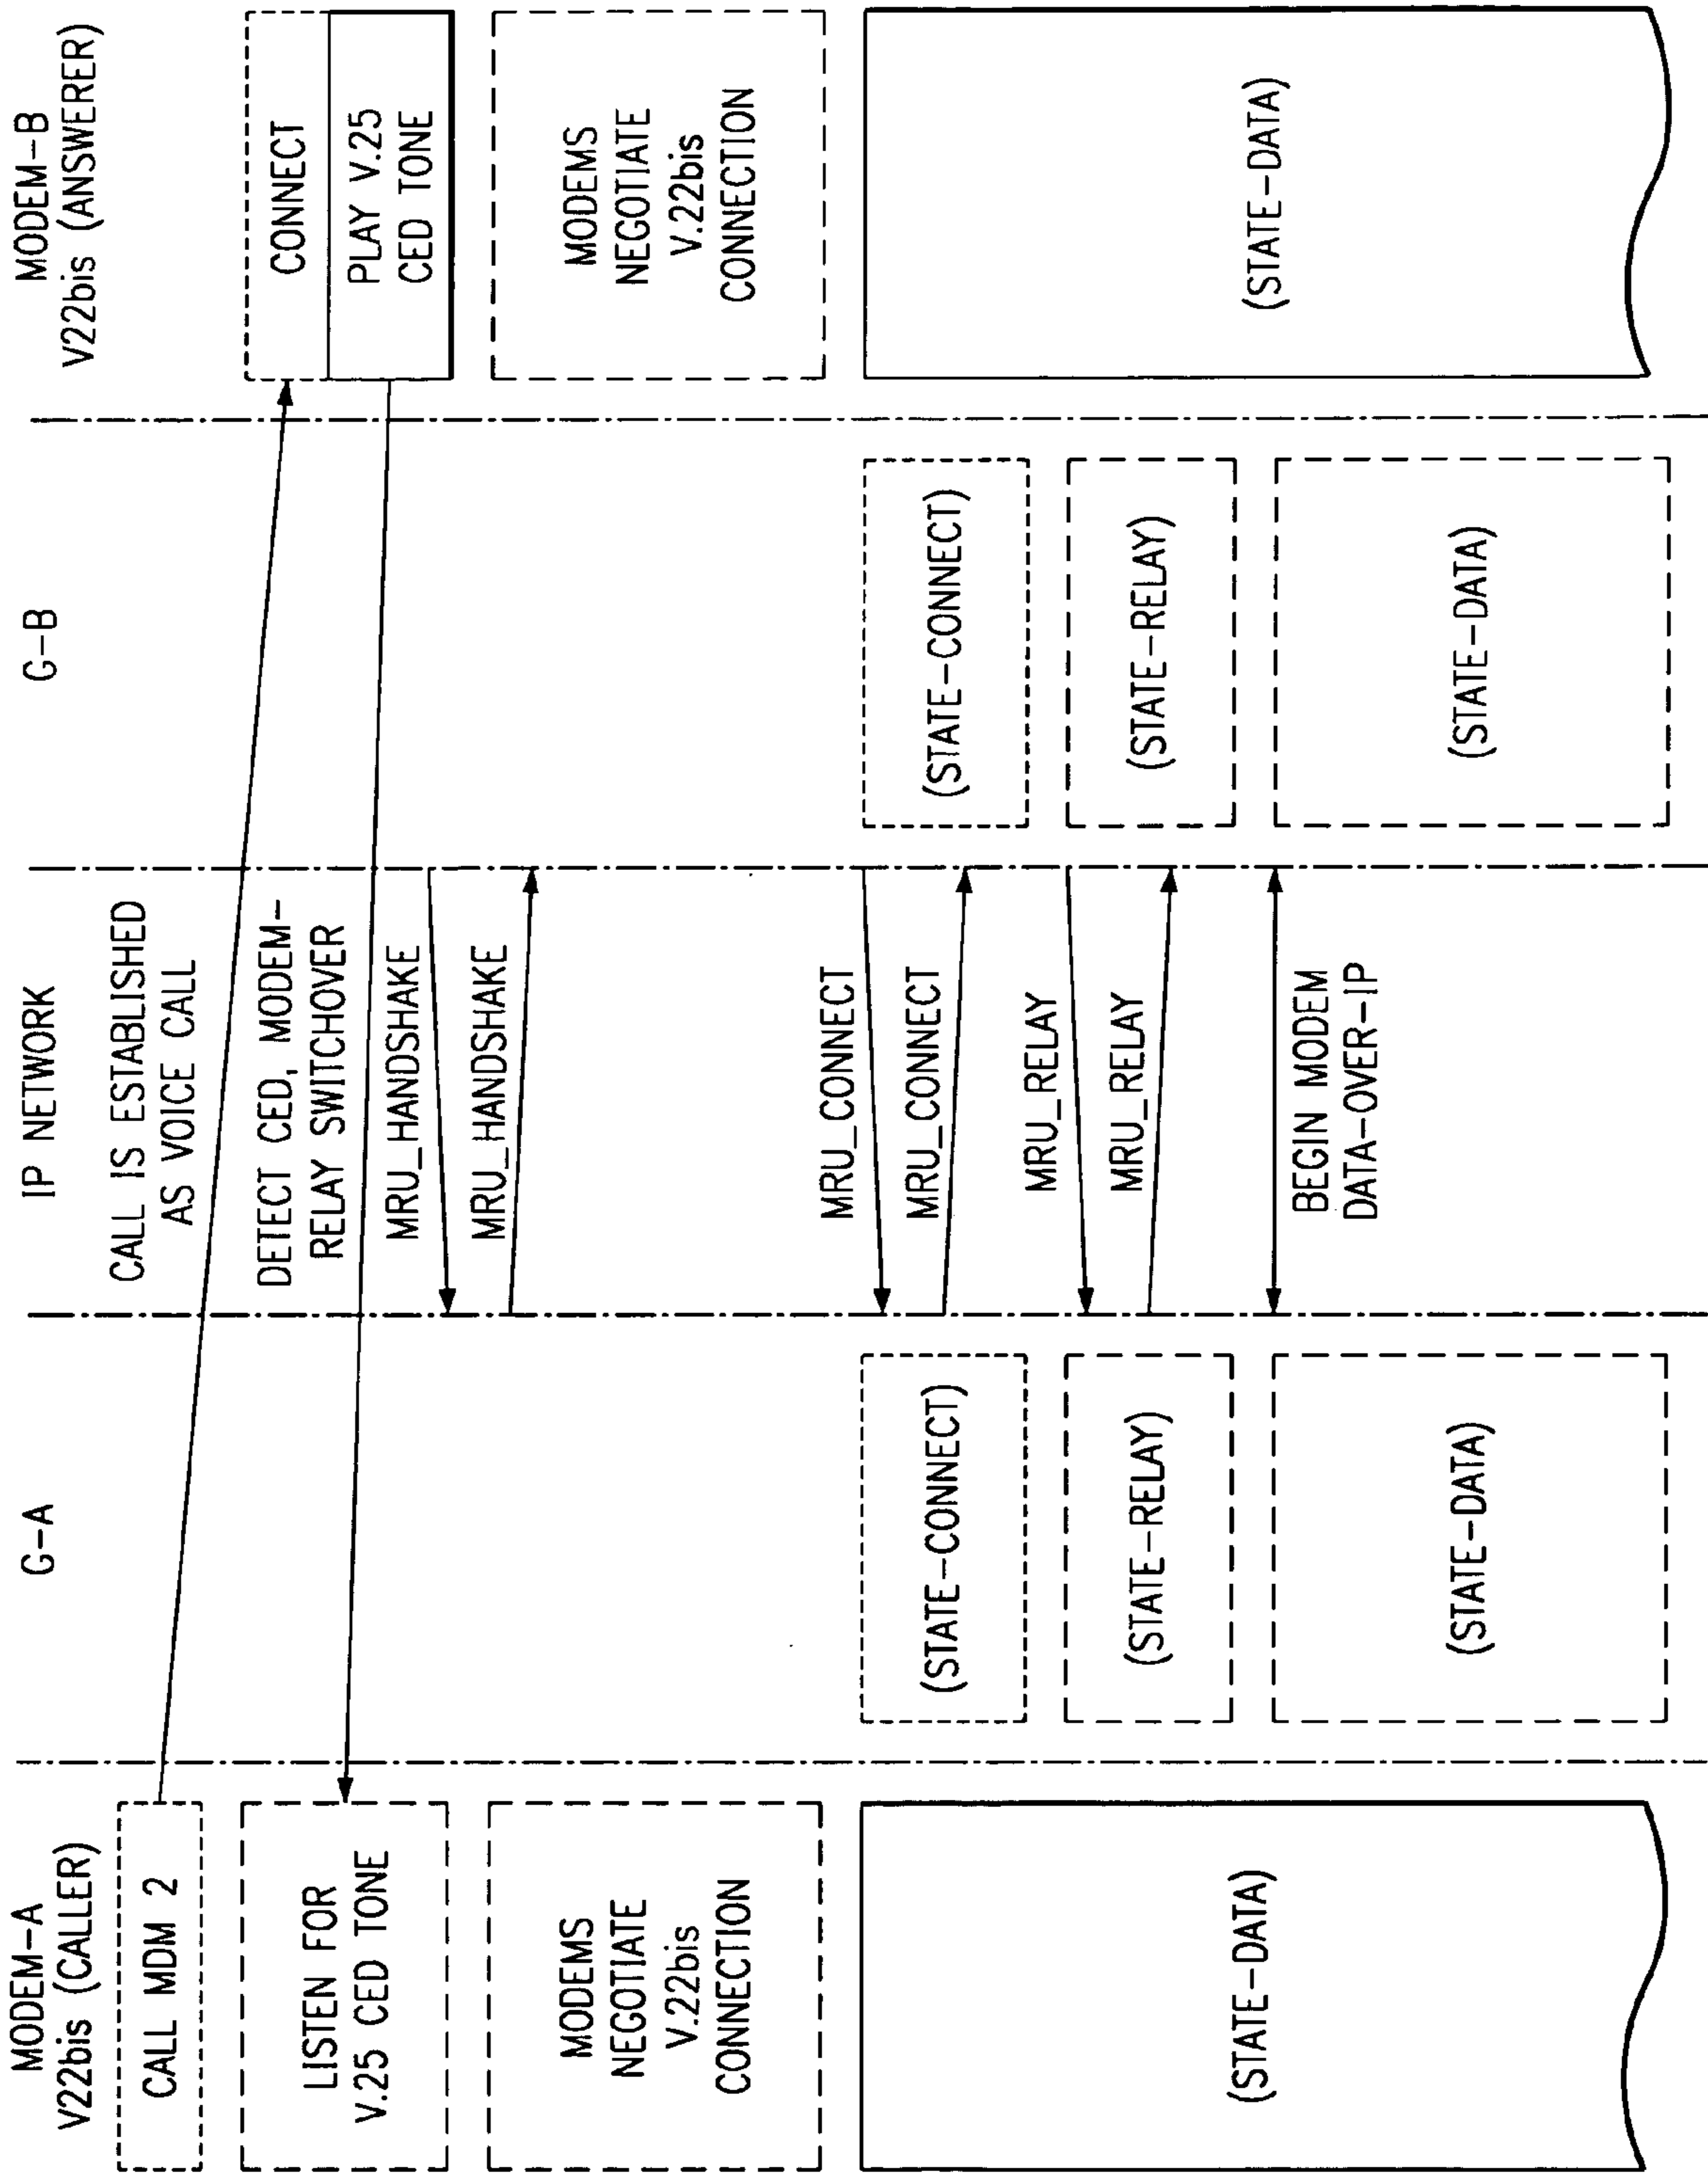 MODEM-A
V22bis (CALLER)
G-A
IP NETWORK
G-B
MODEM-B
V22bis (ANSWERER)
CALL MDM 2
CALL IS ESTABLISHED
AS VOICE CALL
CONNECT
PLAY V.25
CED TONE
LISTEN FOR
V.25 CED TONE
DETECT CED, MODEM-
RELAY SWITCHOVER
MRU_HANDSHAKE
MRU_HANDSHAKE
MODEMS
NEGOTIATE
V.22bis
CONNECTION
MODEMS
NEGOTIATE
V.22bis
CONNECTION
MRU_CONNECT
MRU_CONNECT
(STATE-CONNECT)
(STATE-CONNECT)
MRU_RELAY
MRU_RELAY
(STATE-RELAY)
(STATE-RELAY)
BEGIN MODEM
DATA-OVER-IP
(STATE-DATA)
(STATE-DATA)
(STATE-DATA)
(STATE-DATA)